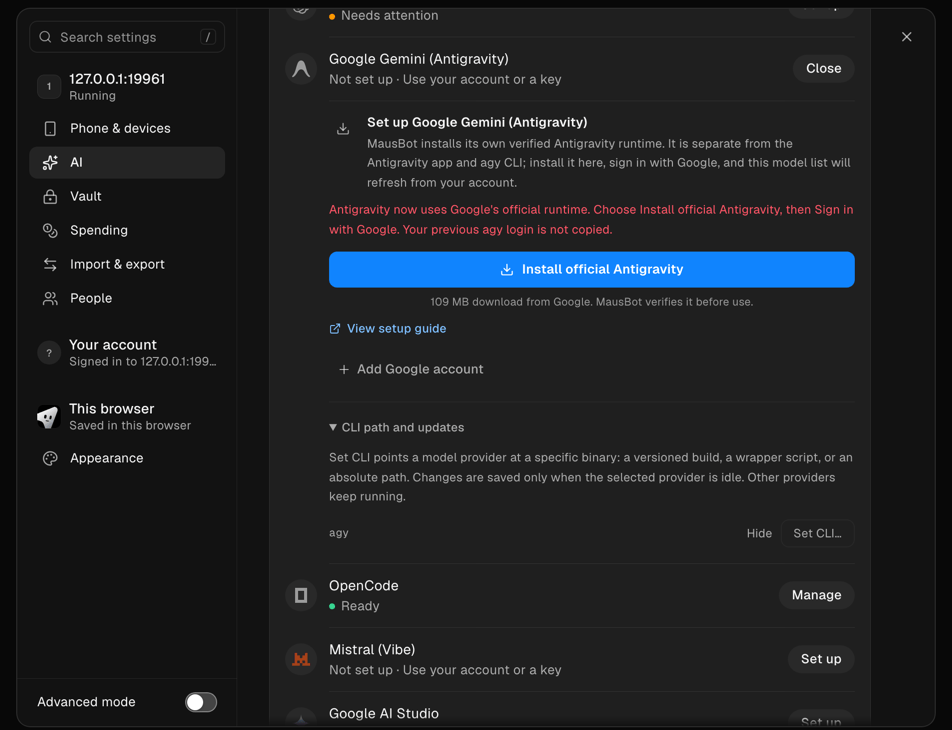 Search settings
/
1
127.0.0.1:19961
Running
Phone & devices
AI
Vault
Spending
Import & export
People
?
Your account
Signed in to 127.0.0.1:199...
This browser
Saved in this browser
Appearance
Advanced mode
Needs attention
Google Gemini (Antigravity)
Not set up · Use your account or a key
Close
Set up Google Gemini (Antigravity)
MausBot installs its own verified Antigravity runtime. It is separate from the
Antigravity app and agy CLI; install it here, sign in with Google, and this model list will
refresh from your account.
Antigravity now uses Google's official runtime. Choose Install official Antigravity, then Sign in
with Google. Your previous agy login is not copied.
Install official Antigravity
109 MB download from Google. MausBot verifies it before use.
View setup guide
+ Add Google account
▼ CLI path and updates
Set CLI points a model provider at a specific binary: a versioned build, a wrapper script, or an
absolute path. Changes are saved only when the selected provider is idle. Other providers
keep running.
agy
Hide
Set CLI...
OpenCode
Ready
Manage
Mistral (Vibe)
Not set up · Use your account or a key
Set up
Google AI Studio
Set up